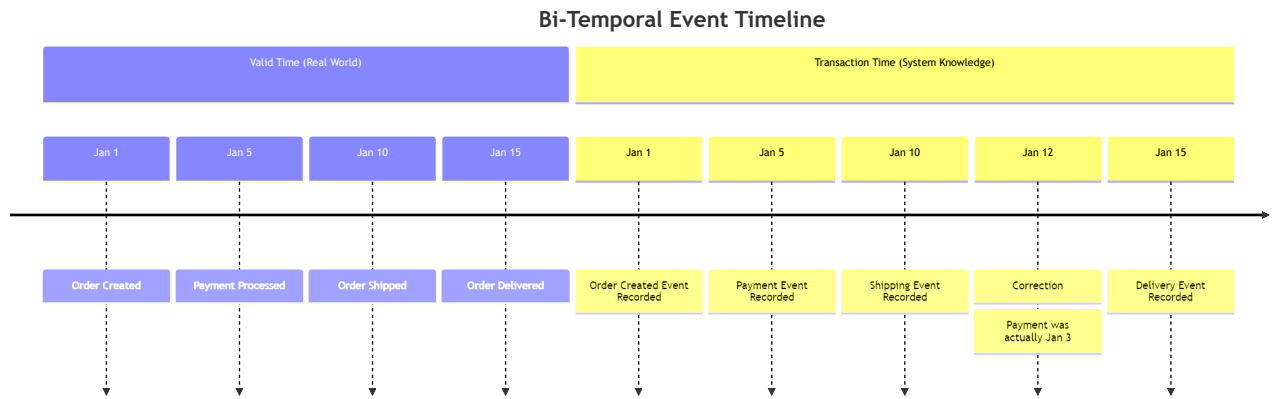 Bi-Temporal Event Timeline
Valid Time (Real World)
Transaction Time (System Knowledge)
Jan 1
Jan 5
Jan 10
Jan 15
Jan 1
Jan 5
Jan 10
Jan 12
Jan 15
Order Created
Payment Processed
Order Shipped
Order Delivered
Order Created Event
Recorded
Payment Event
Recorded
Shipping Event
Recorded
Correction
Payment was
actually Jan 3
Delivery Event
Recorded